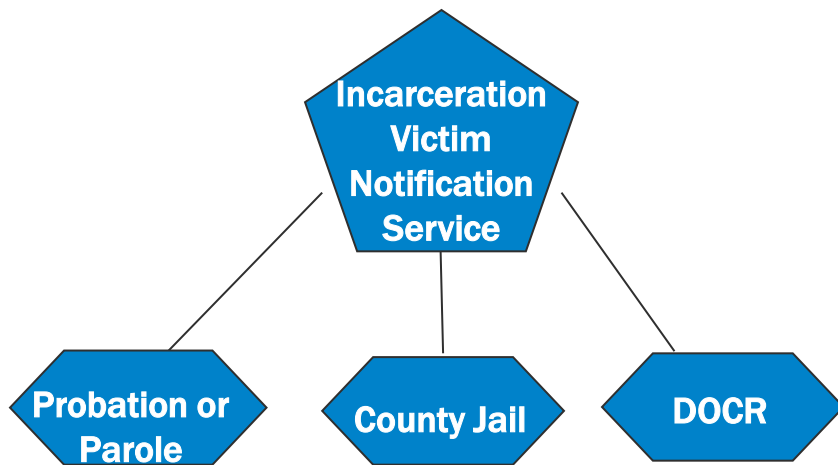 Incarceration
Victim
Notification
Service
Probation or
Parole
County Jail
DOCR